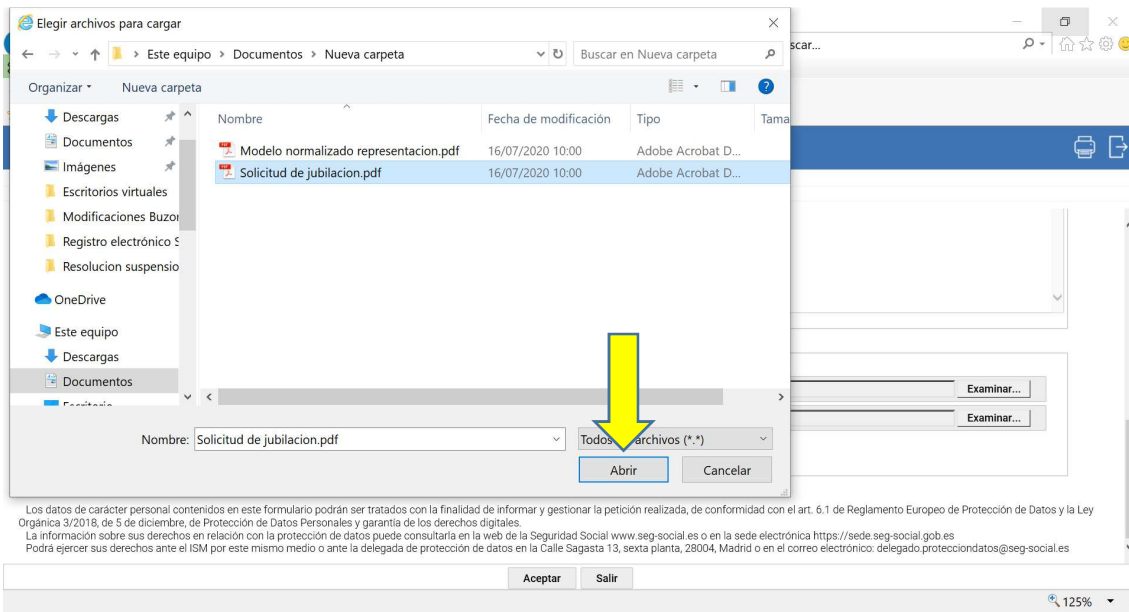 Elegir archivos para cargar
Este equipo > Documentos > Nueva carpeta
Buscar en Nueva carpeta
scar...
Organizar
Nueva carpeta
Nombre
Fecha de modificación
Tipo
Tama
Descargas
Documentos
Imágenes
Escritorios virtuales
Modificaciones Buzon
Registro electrónico S
Resolucion suspensio
OneDrive
Este equipo
Descargas
Documentos
Modelo normalizado representacion.pdf 16/07/2020 10:00 Adobe Acrobat D...
Solicitud de jubilacion.pdf 16/07/2020 10:00 Adobe Acrobat D...
Examinar...
Examinar...
Nombre: Solicitud de jubilacion.pdf
Todos archivos (*.*)
Abrir
Cancelar
Los datos de carácter personal contenidos en este formulario podrán ser tratados con la finalidad de informar y gestionar la petición realizada, de conformidad con el art. 6.1 de Reglamento Europeo de Protección de Datos y la Ley
Orgánica 3/2018, de 5 de diciembre, de Protección de Datos Personales y garantía de los derechos digitales.
La información sobre sus derechos en relación con la protección de datos puede consultarla en la web de la Seguridad Social www.seg-social.es o en la sede electrónica https://sede.seg-social.gob.es
Podrá ejercer sus derechos ante el ISM por este mismo medio o ante la delegada de protección de datos en la Calle Sagasta 13, sexta planta, 28004, Madrid o en el correo electrónico: delegado.protecciondatos@seg-social.es
Aceptar
Salir
125%